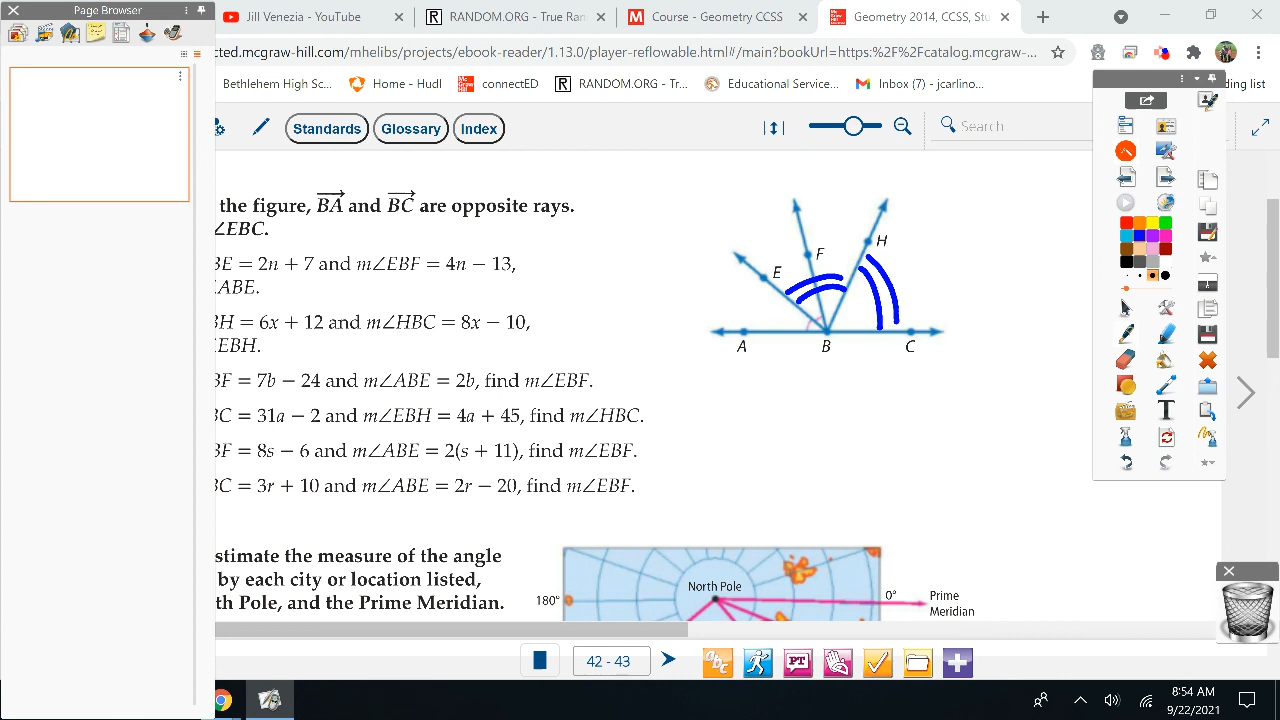 Page Browser
Jill Venezia - YouTube
RANDOM.ORG - True Ra
Course - BCHS - CCSS
Geometry 2014, CCSS, S
cted.mcgraw-hill.com/mhelibs/projects/ebook-reader/1.13.0/player-reflowable.html#/main?bookUrl=https:%2F%2Fcatalog.mcgraw-...
Bethlehem High Sc...
Home - Hudl
connectED
RANDOM.ORG - Tr...
Educational Service...
Inbox (7) - jcarlino...
ding list
Standards
Glossary
Index
Search
the figure, BA and BC are opposite rays.
∠EBC.
BE = 2n + 7 and m∠EBF = 4n − 13,
∠ABE.
BH = 6x + 12 and m∠HBC = 8x − 10,
∠EBH.
BF = 7b − 24 and m∠ABE = 2b, find m∠EBF.
BC = 31a − 2 and m∠EBH = 4a + 45, find m∠HBC.
BF = 8s − 6 and m∠ABE = 2(s + 11), find m∠EBF.
BC = 3r + 10 and m∠ABE = 2r − 20, find m∠EBF.
H
F
E
A
B
C
stimate the measure of the angle
by each city or location listed,
th Pole, and the Prime Meridian.
North Pole
180°
0°
Prime
Meridian
42 - 43
8:54 AM
9/22/2021